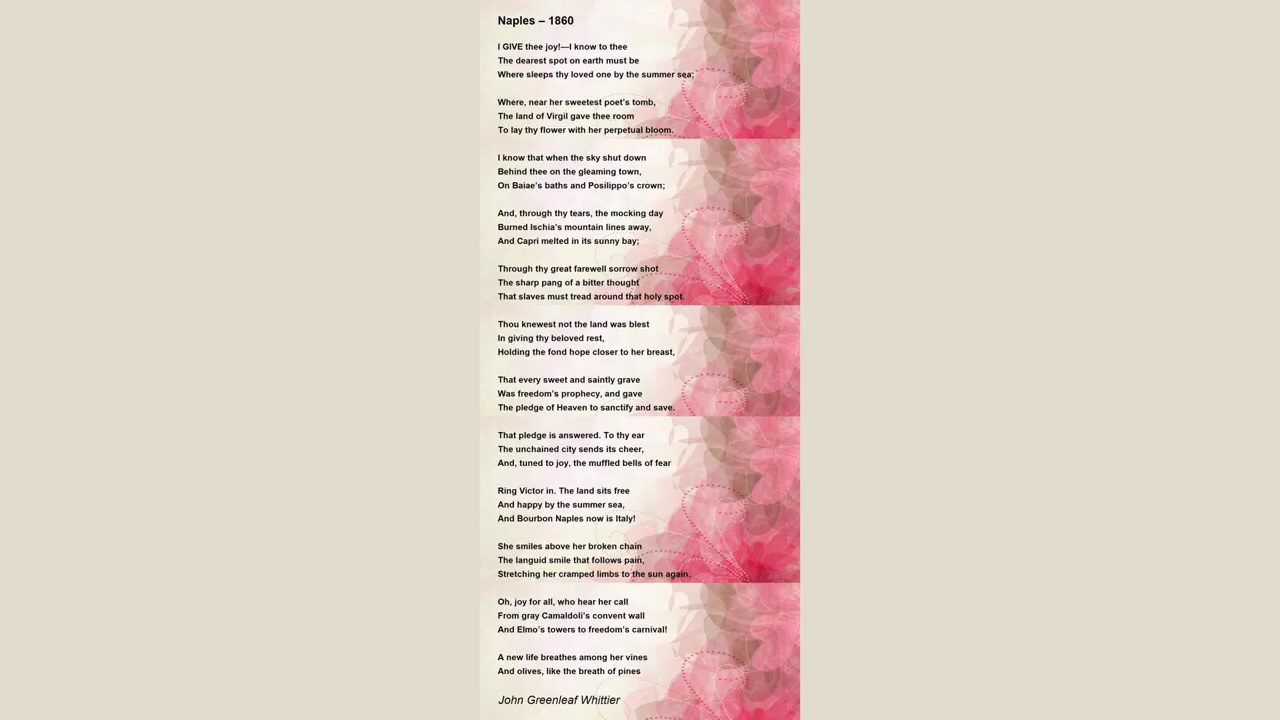 Naples – 1860
I GIVE thee joy!—I know to thee
The dearest spot on earth must be
Where sleeps thy loved one by the summer sea;
Where, near her sweetest poet's tomb,
The land of Virgil gave thee room
To lay thy flower with her perpetual bloom.
I know that when the sky shut down
Behind thee on the gleaming town,
On Baiae's baths and Posilippo's crown;
And, through thy tears, the mocking day
Burned Ischia's mountain lines away,
And Capri melted in its sunny bay;
Through thy great farewell sorrow shot
The sharp pang of a bitter thought
That slaves must tread around that holy spot.
Thou knewest not the land was blest
In giving thy beloved rest,
Holding the fond hope closer to her breast,
That every sweet and saintly grave
Was freedom's prophecy, and gave
The pledge of Heaven to sanctify and save.
That pledge is answered. To thy ear
The unchained city sends its cheer,
And, tuned to joy, the muffled bells of fear
Ring Victor in. The land sits free
And happy by the summer sea,
And Bourbon Naples now is Italy!
She smiles above her broken chain
The languid smile that follows pain,
Stretching her cramped limbs to the sun again.
Oh, joy for all, who hear her call
From gray Camaldoli's convent wall
And Elmo's towers to freedom's carnival!
A new life breathes among her vines
And olives, like the breath of pines
John Greenleaf Whittier